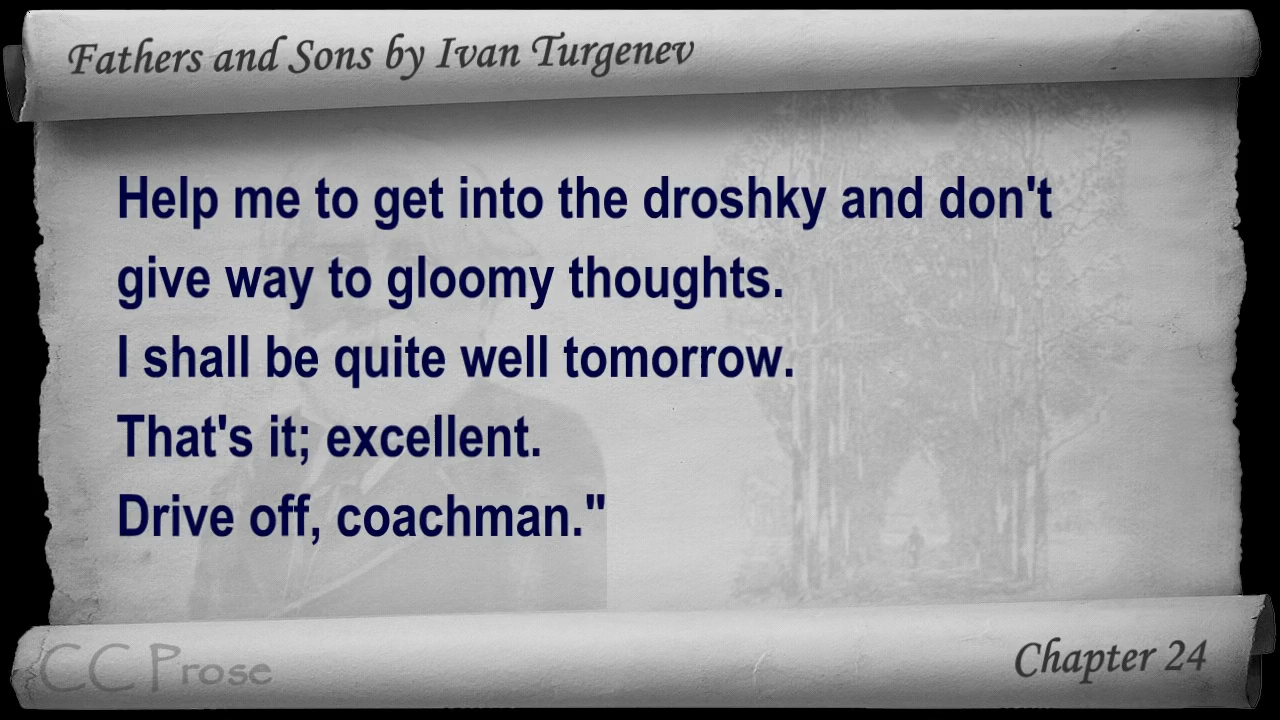 Fathers and Sons by Ivan Turgenev
Help me to get into the droshky and don't
give way to gloomy thoughts.
I shall be quite well tomorrow.
That's it; excellent.
Drive off, coachman."
CC Prose
Chapter 24